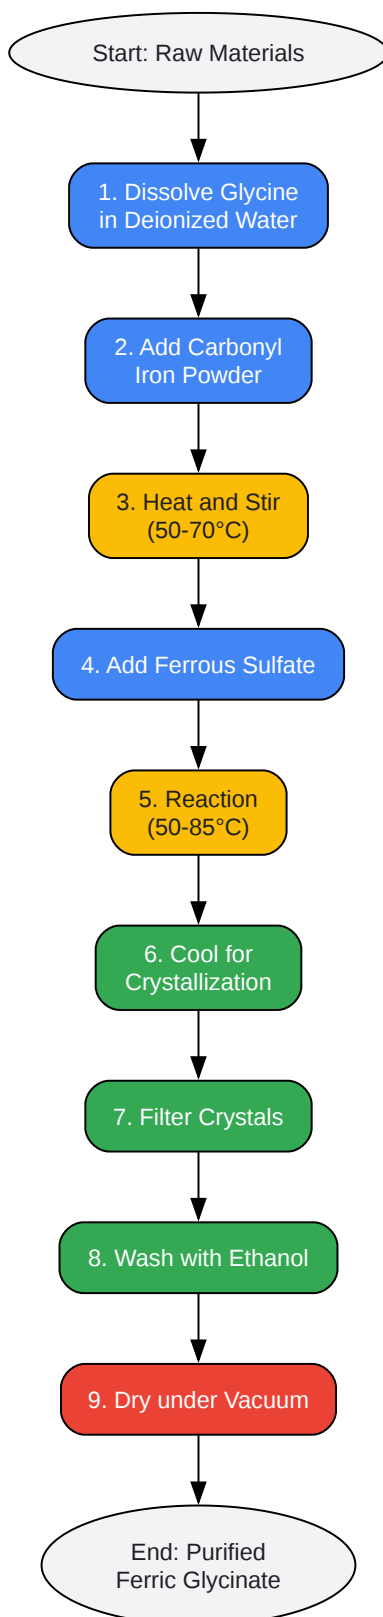 Start: Raw Materials
1. Dissolve Glycine
in Deionized Water
2. Add Carbonyl
Iron Powder
3. Heat and Stir
(50-70°C)
4. Add Ferrous Sulfate
5. Reaction
(50-85°C)
6. Cool for
Crystallization
7. Filter Crystals
8. Wash with Ethanol
9. Dry under Vacuum
End: Purified
Ferric Glycinate